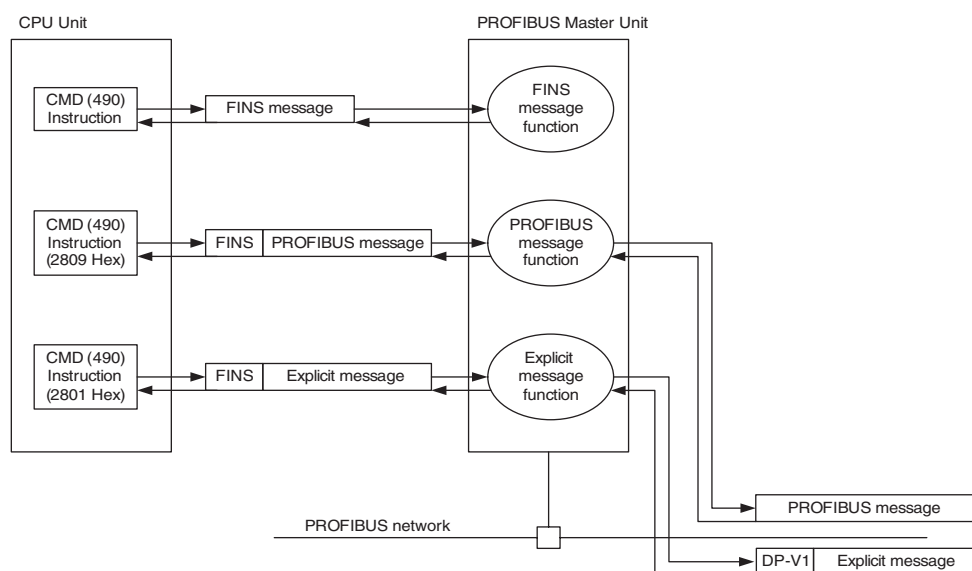 CPU Unit
PROFIBUS Master Unit
CMD (490)
Instruction
FINS message
FINS
message
function
CMD (490)
Instruction
(2809 Hex)
FINS
PROFIBUS message
PROFIBUS
message
function
CMD (490)
Instruction
(2801 Hex)
FINS
Explicit message
Explicit
message
function
PROFIBUS message
PROFIBUS network
DP-V1
Explicit message